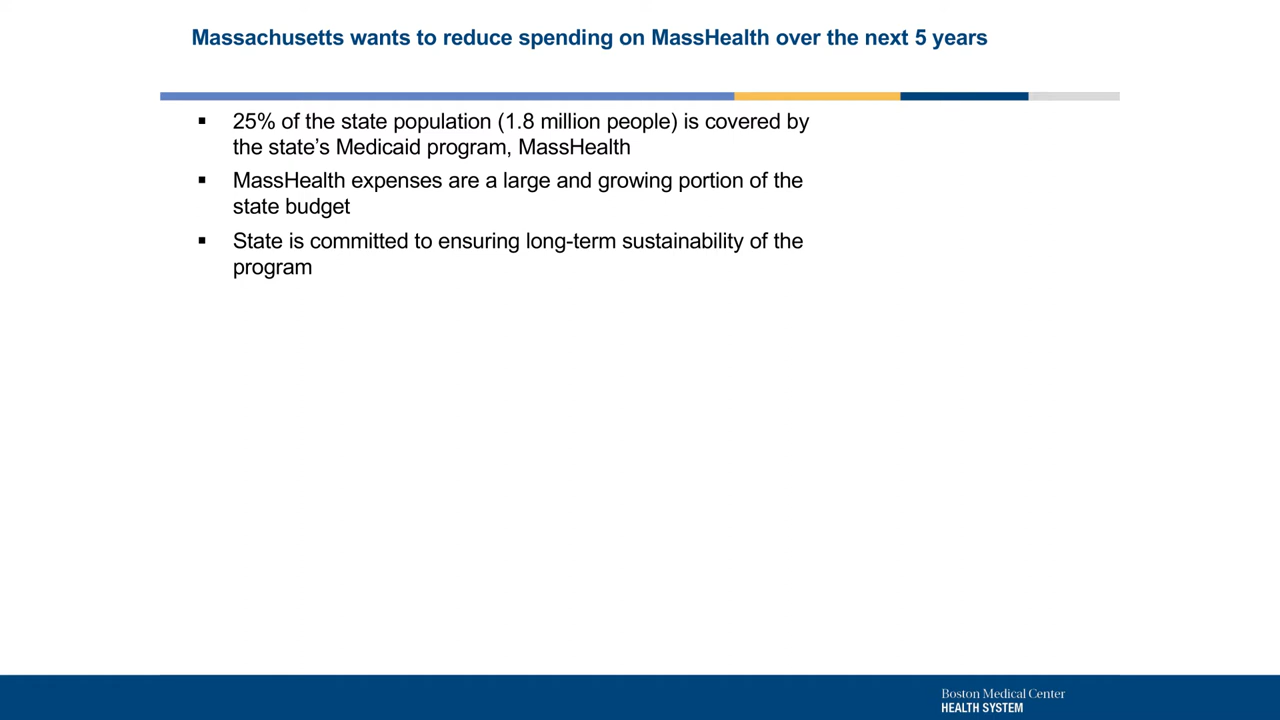 Massachusetts wants to reduce spending on MassHealth over the next 5 years
▪ 25% of the state population (1.8 million people) is covered by
the state’s Medicaid program, MassHealth
▪ MassHealth expenses are a large and growing portion of the
state budget
▪ State is committed to ensuring long-term sustainability of the
program
Boston Medical Center
HEALTH SYSTEM